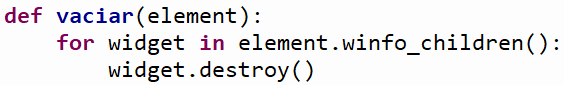 def vaciar(element):
    for widget in element.winfo_children():
        widget.destroy()